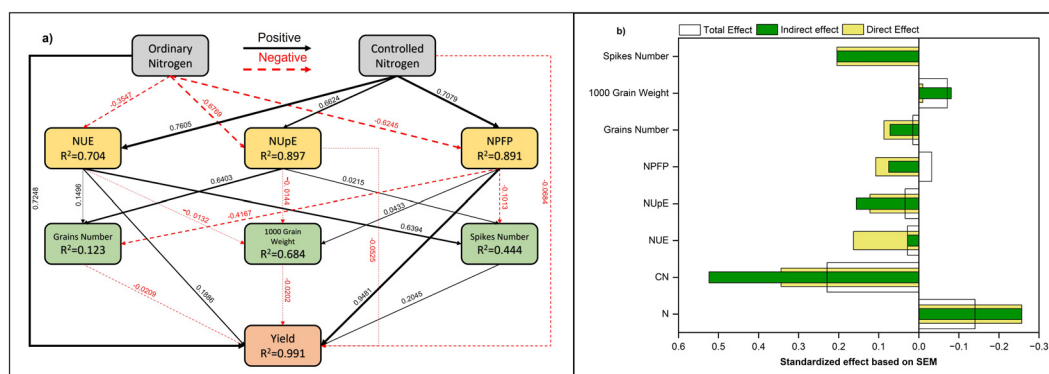 a)
Ordinary
Nitrogen
Positive
Negative
Controlled
Nitrogen
-0.3547
-0.6769
0.6624
0.7079
0.7605
-0.6245
NUE
R²=0.704
NUpE
R²=0.897
NPFP
R²=0.891
0.7248
0.1496
0.6403
-0.0132
-0.0144
0.0215
-0.4167
0.0433
-0.1013
0.6394
-0.0525
-0.0684
Grains Number
R²=0.123
1000 Grain
Weight
R²=0.684
Spikes Number
R²=0.444
-0.0209
0.1886
-0.0202
0.9481
0.2045
Yield
R²=0.991
b)
Total Effect
Indirect effect
Direct Effect
Spikes Number
1000 Grain Weight
Grains Number
NPFP
NUpE
NUE
CN
N
0.6 0.5 0.4 0.3 0.2 0.1 0.0 −0.1 −0.2 −0.3
Standardized effect based on SEM